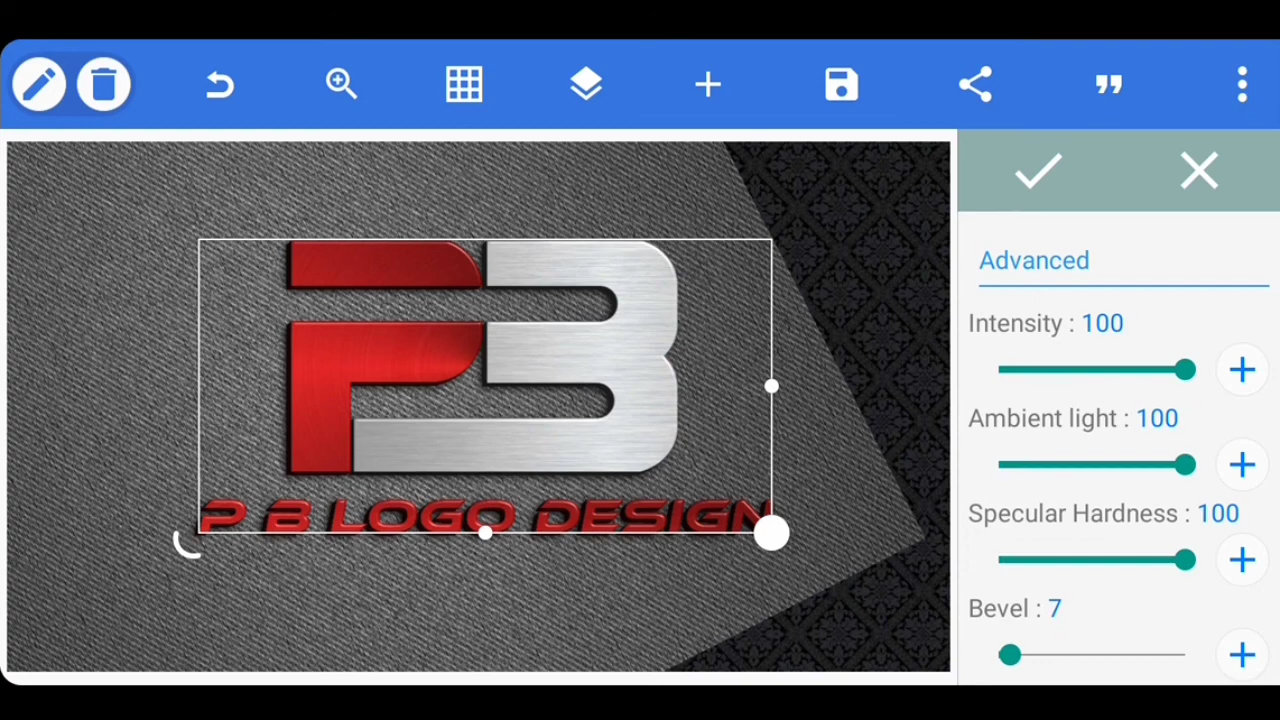 PB
P B LOGO DESIGN
Advanced
Intensity : 100
Ambient light : 100
Specular Hardness : 100
Bevel : 7